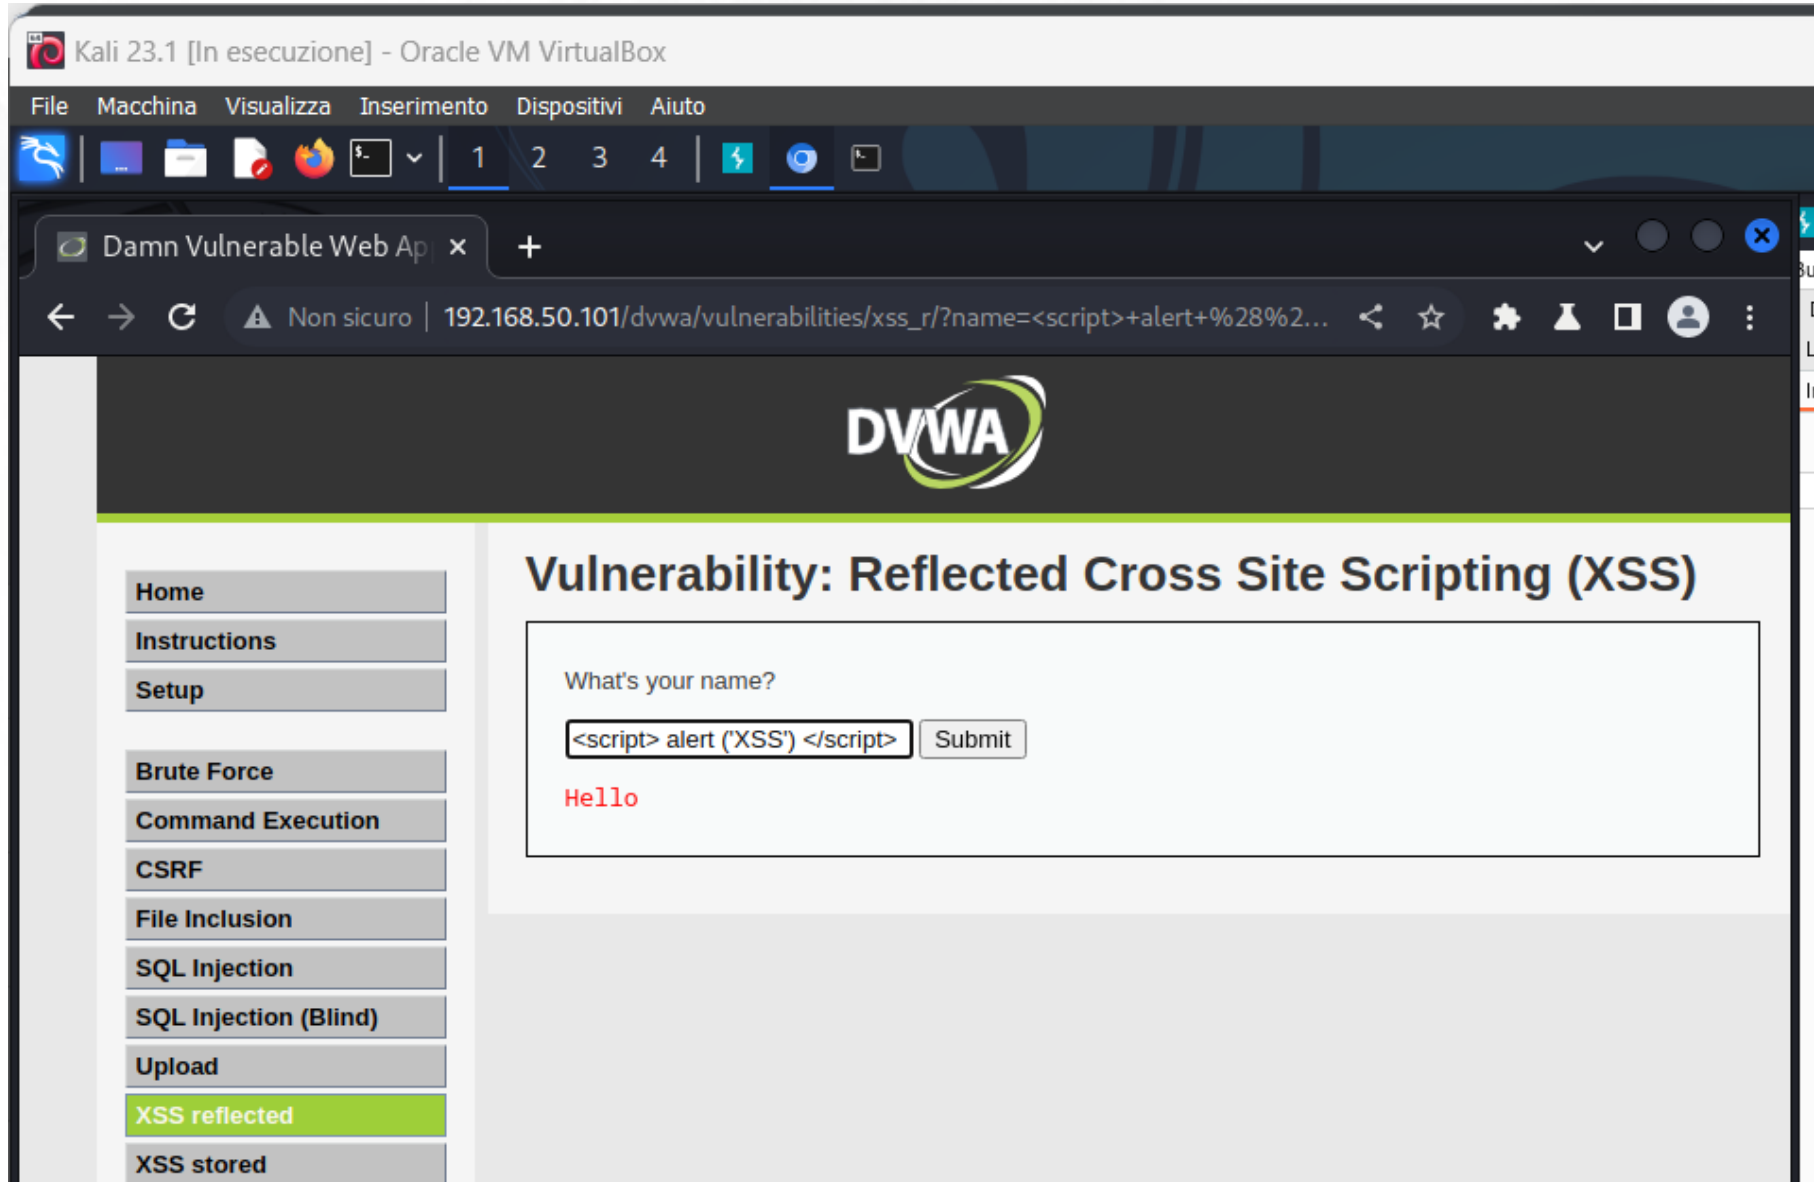 Kali 23.1 [In esecuzione] - Oracle VM VirtualBox
File Macchina Visualizza Inserimento Dispositivi Aiuto
1 2 3 4
Damn Vulnerable Web Ap
Non sicuro | 192.168.50.101/dvwa/vulnerabilities/xss_r/?name=<script>+alert+%28%2...
DVWA
Home
Instructions
Setup
Brute Force
Command Execution
CSRF
File Inclusion
SQL Injection
SQL Injection (Blind)
Upload
XSS reflected
XSS stored
Vulnerability: Reflected Cross Site Scripting (XSS)
What's your name?
<script> alert ('XSS') </script> Submit
Hello